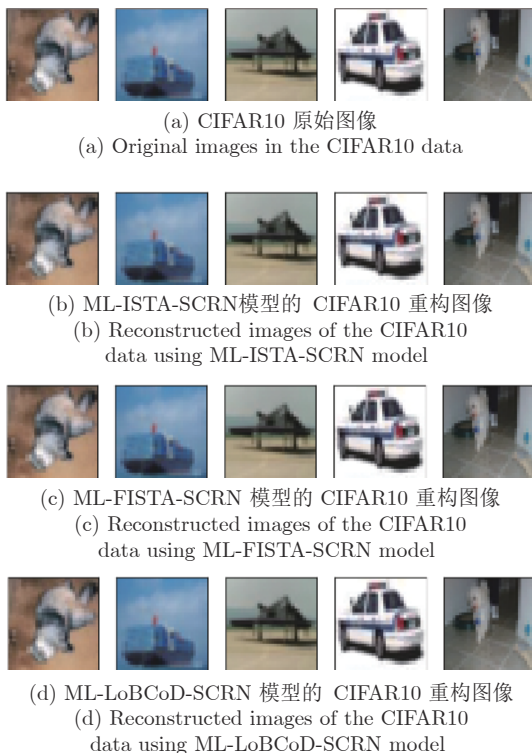 (a) CIFAR10 原始图像
(a) Original images in the CIFAR10 data
(b) ML-ISTA-SCRN模型的 CIFAR10 重构图像
(b) Reconstructed images of the CIFAR10
data using ML-ISTA-SCRN model
(c) ML-FISTA-SCRN 模型的 CIFAR10 重构图像
(c) Reconstructed images of the CIFAR10
data using ML-FISTA-SCRN model
(d) ML-LoBCoD-SCRN 模型的 CIFAR10 重构图像
(d) Reconstructed images of the CIFAR10
data using ML-LoBCoD-SCRN model